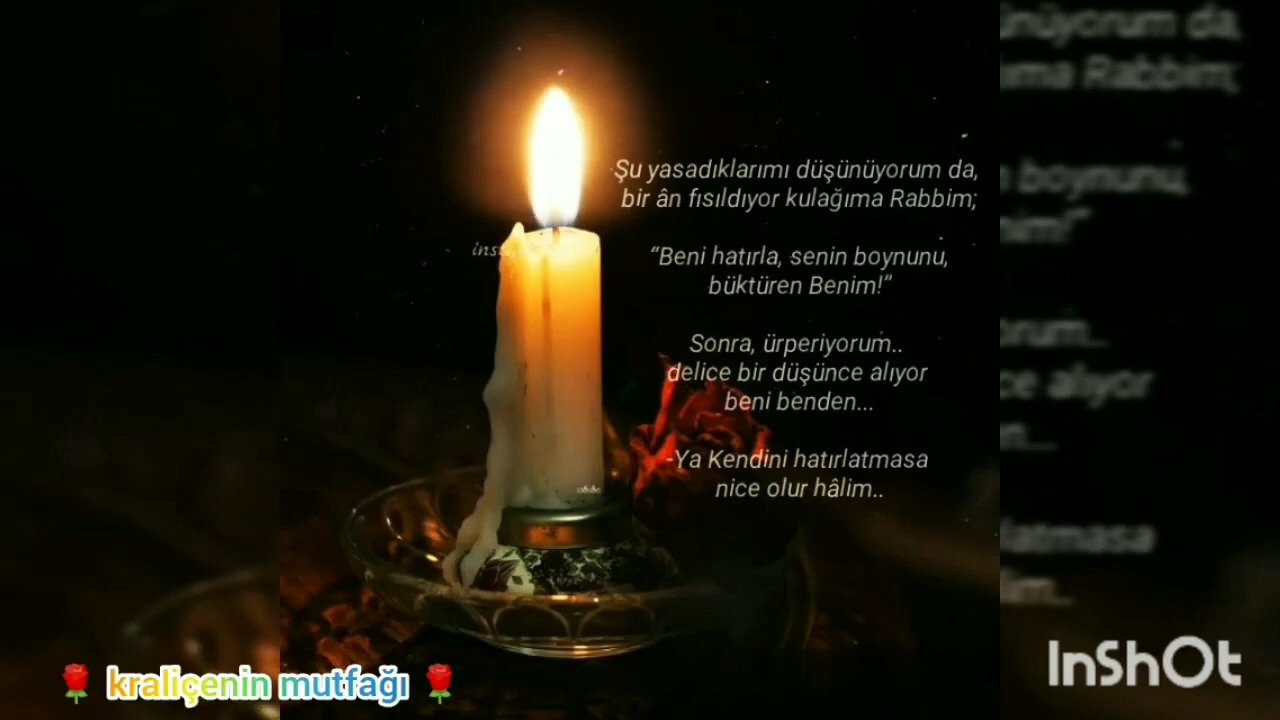 Şu yasadıklarımı düşünüyorum da,
bir ân fısıldıyor kulağıma Rabbim;
“Beni hatırla, senin boynunu,
büktüren Benim!”
Sonra, ürperiyorum..
delice bir düşünce alıyor
beni benden...
-Ya Kendini hatırlatmasa
nice olur hâlim..
kraliçenin mutfağı
InShOt